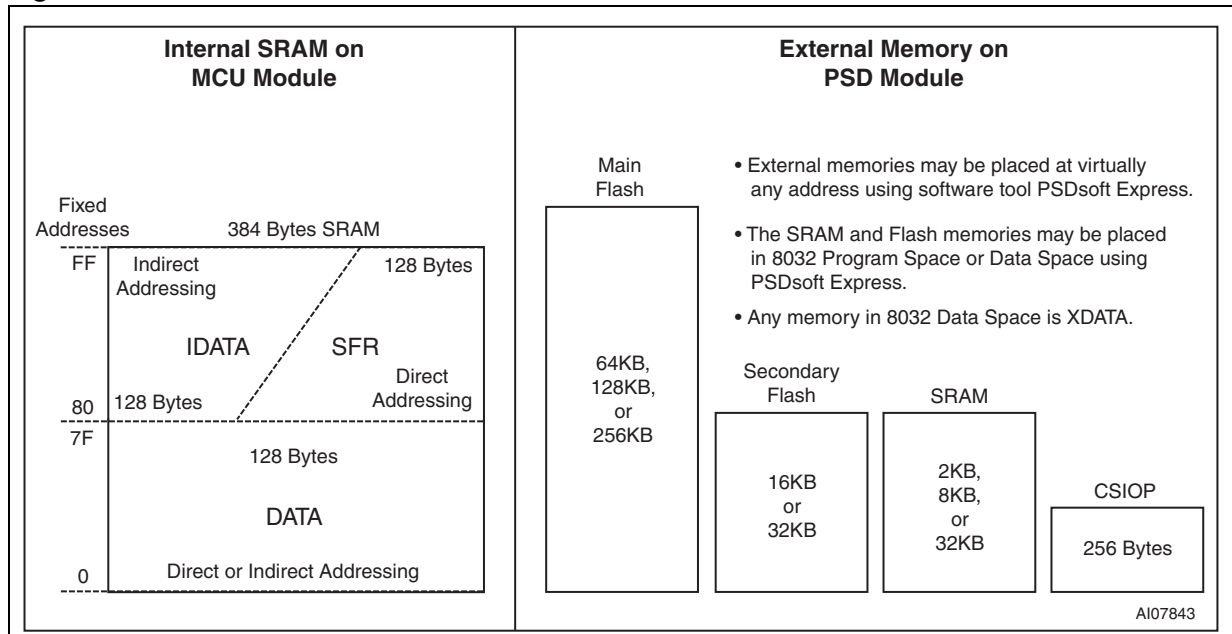 Internal SRAM on
MCU Module
Fixed
Addresses
384 Bytes SRAM
FF
Indirect
Addressing
128 Bytes
IDATA
SFR
Direct
Addressing
128 Bytes
80
7F
128 Bytes
DATA
0
Direct or Indirect Addressing
External Memory on
PSD Module
• External memories may be placed at virtually
any address using software tool PSDsoft Express.
• The SRAM and Flash memories may be placed
in 8032 Program Space or Data Space using
PSDsoft Express.
• Any memory in 8032 Data Space is XDATA.
Main
Flash
64KB,
128KB,
or
256KB
Secondary
Flash
16KB
or
32KB
SRAM
2KB,
8KB,
or
32KB
CSIOP
256 Bytes
AI07843